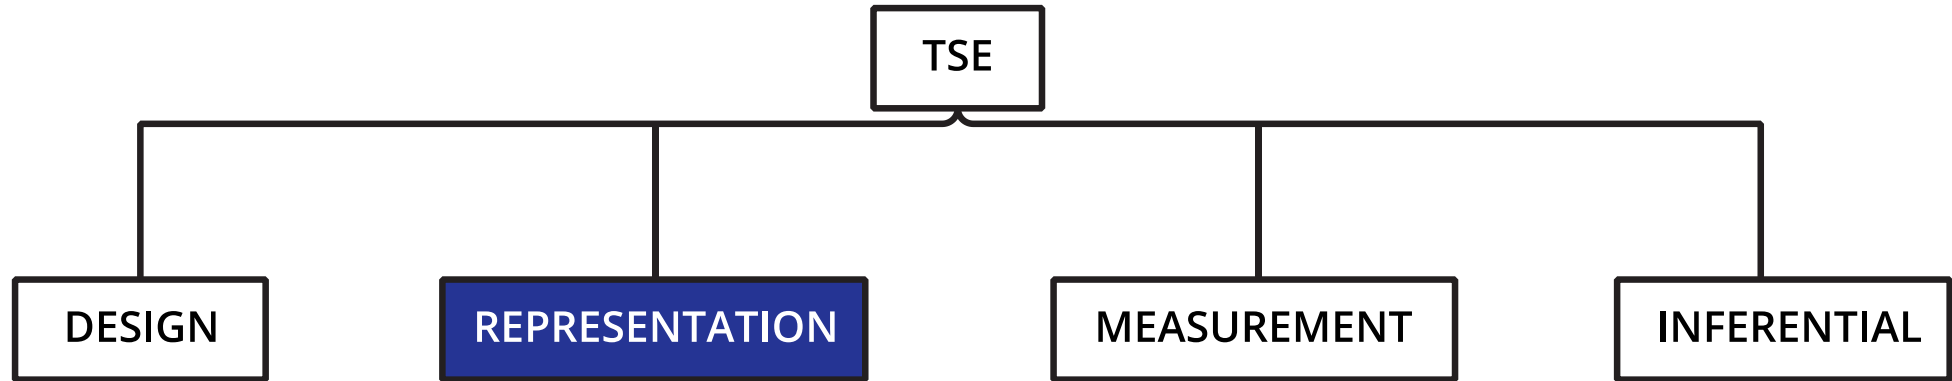 TSE
DESIGN
REPRESENTATION
MEASUREMENT
INFERENTIAL